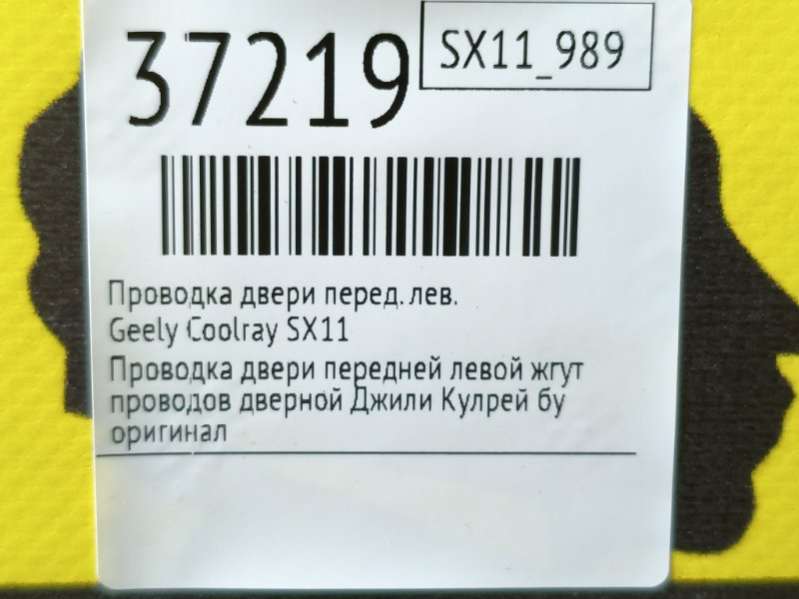 37219
SX11_989
Проводка двери перед. лев.
Geely Coolray SX11
Проводка двери передней левой жгут
проводов дверной Джили Кулрей бу
оригинал